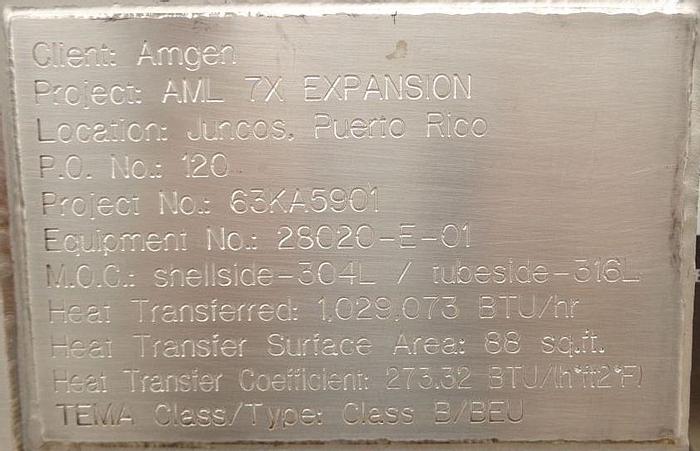 Client: Amgen
Project: AML 7X EXPANSION
Location: Juncos, Puerto Rico
P.O. No.: 120
Project No.: 63KA5901
Equipment No.: 28020-E-01
M.O.C.: shellside-304L / tubeside-316L
Heat Transferred: 1,029,073 BTU/hr
Heat Transfer Surface Area: 88 sq.ft.
Heat Transfer Coefficient: 273.32 BTU/(h*ft2*F)
TEMA Class/Type: Class B/BEU